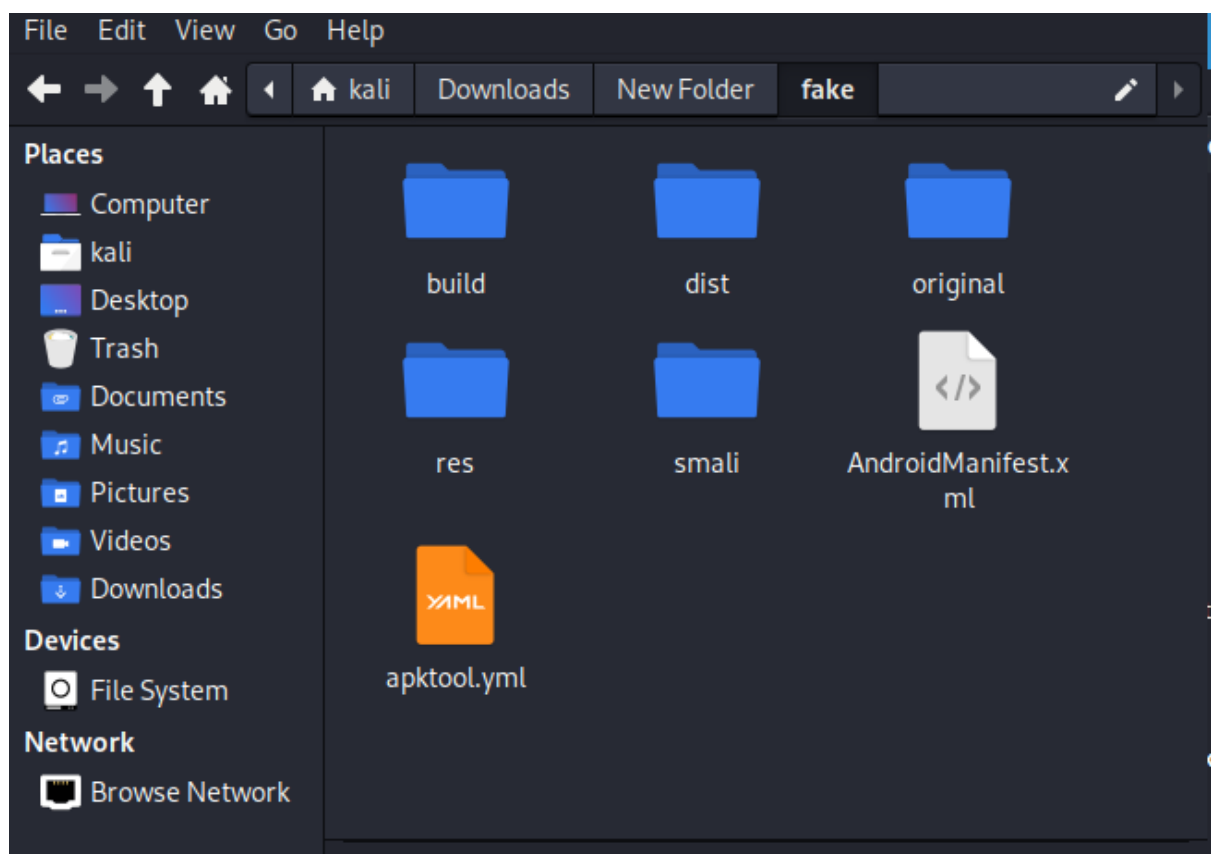 File Edit View Go Help
kali Downloads New Folder fake
Places
Computer
kali
Desktop
Trash
Documents
Music
Pictures
Videos
Downloads
Devices
File System
Network
Browse Network
build dist original
res smali AndroidManifest.x
ml
YAML
apktool.yml